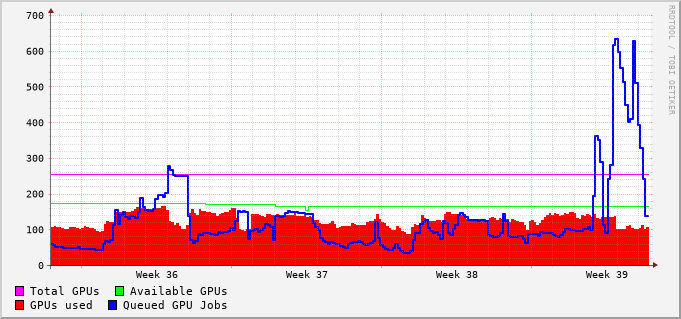 700
600
500
400
300
200
100
0
Week 36 Week 37 Week 38 Week 39
Total GPUs Available GPUs
GPUs used Queued GPU Jobs
RRDTOOL / TOBI OETIKER